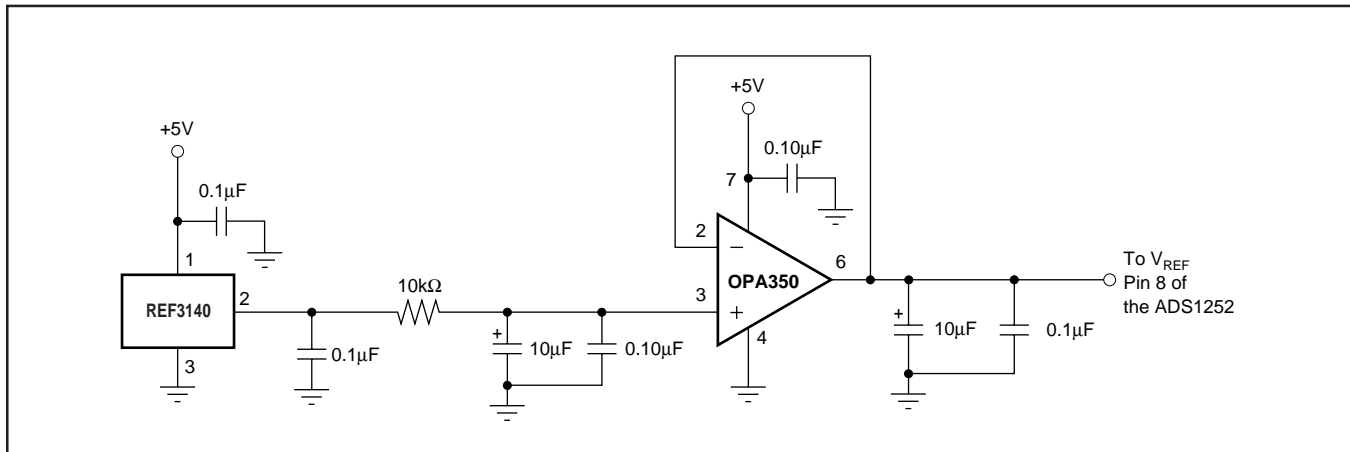 +5V
0.1µF
1
REF3140
2
3
0.1µF
10kΩ
+
10µF
0.10µF
+5V
7
0.10µF
2
−
OPA350
3
+
4
6
+
10µF
0.1µF
To VREF
Pin 8 of
the ADS1252